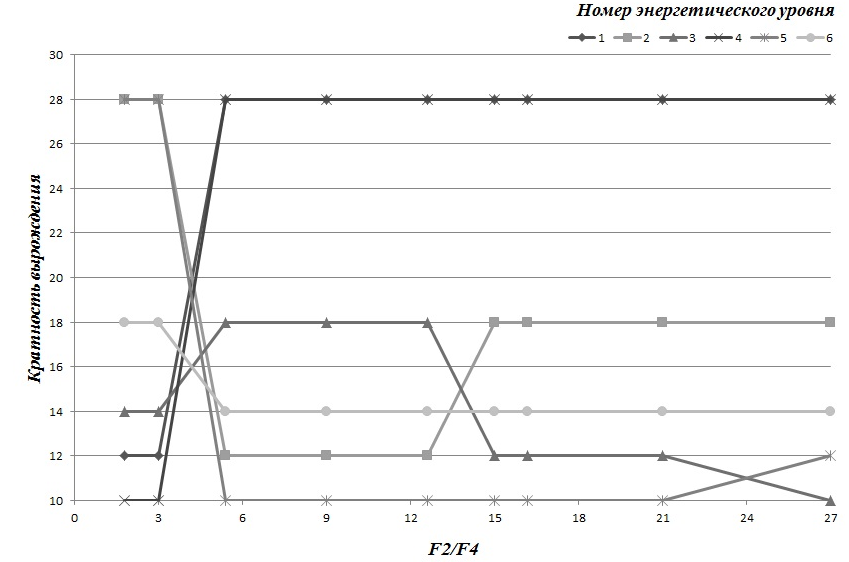 Номер энергетического уровня
1 2 3 4 5 6
30
28
26
24
22
20
18
16
14
12
10
Кратность вырождения
0 3 6 9 12 15 18 21 24 27
F2/F4